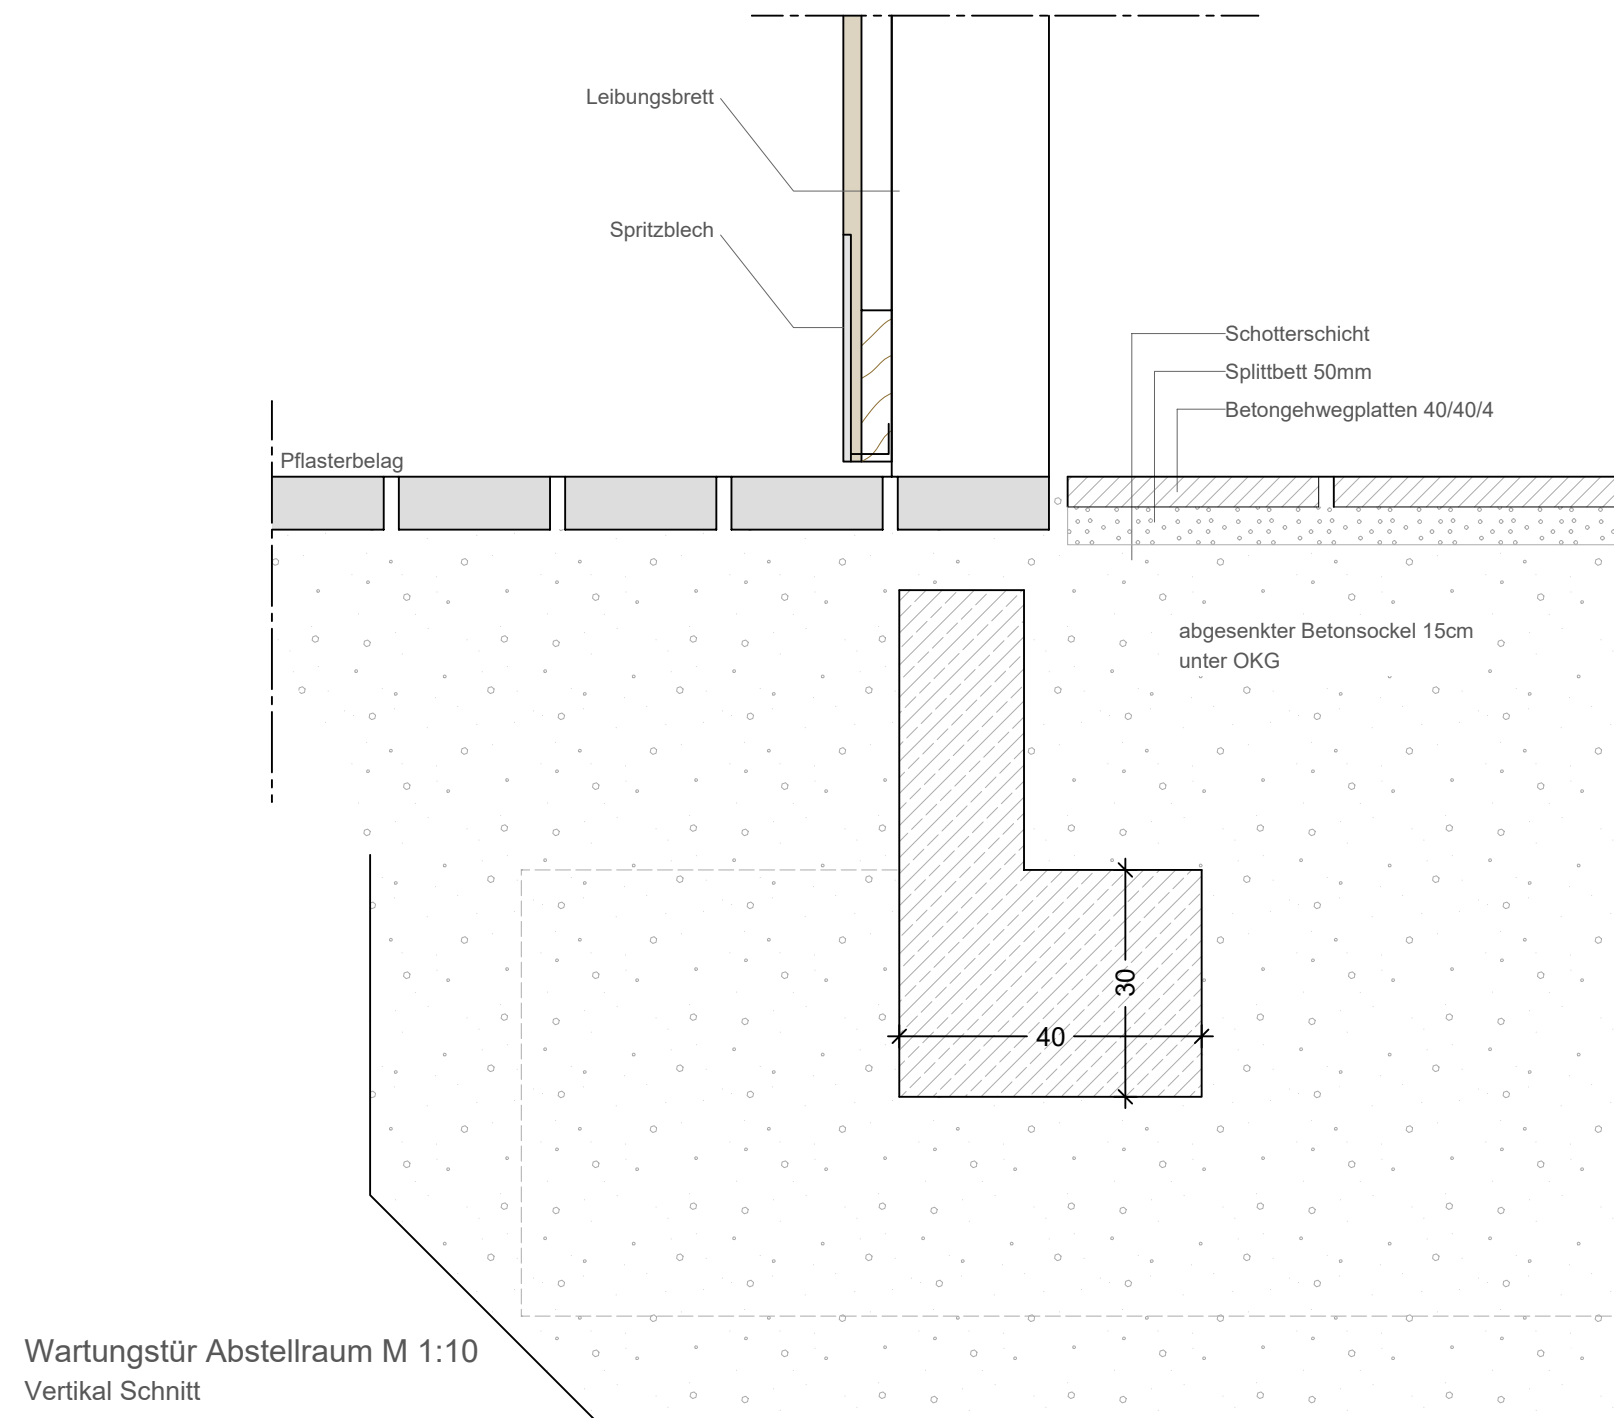 Leibungsbrett
Spritzblech
Schotterschicht
Splittbett 50mm
Betongehwegplatten 40/40/4
Pflasterbelag
abgesenkter Betonsockel 15cm
unter OKG
30
40
Wartungstür Abstellraum M 1:10
Vertikal Schnitt